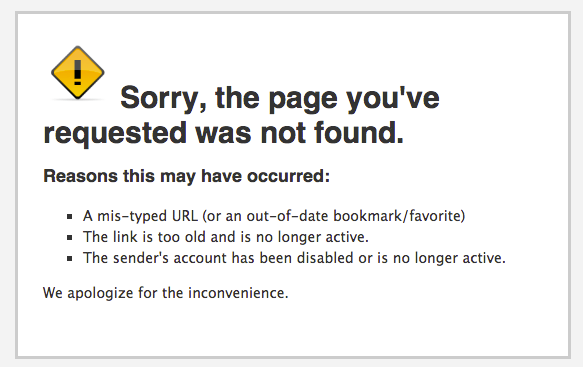 Sorry, the page you've
requested was not found.
Reasons this may have occurred:
A mis-typed URL (or an out-of-date bookmark/favorite)
The link is too old and is no longer active.
The sender's account has been disabled or is no longer active.
We apologize for the inconvenience.